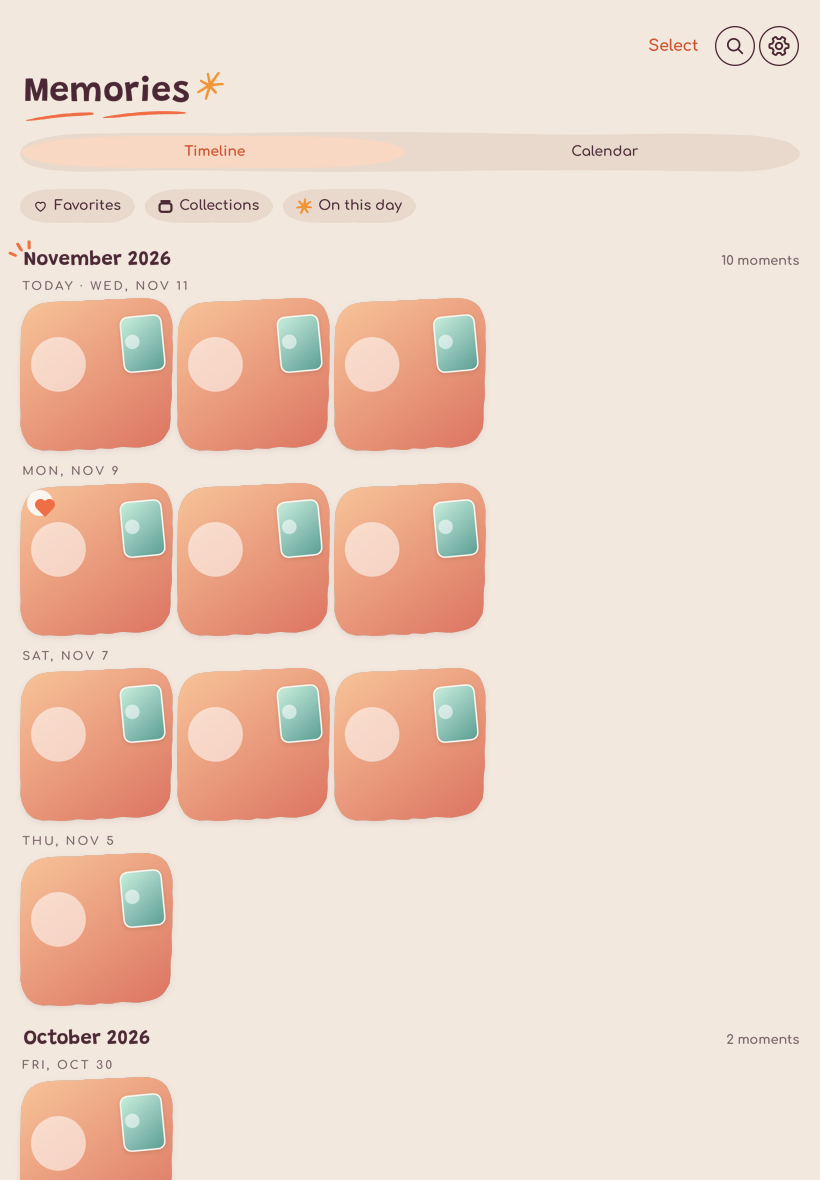 Select
Memories
Timeline
Calendar
Favorites
Collections
On this day
November 2026
10 moments
TODAY · WED, NOV 11
MON, NOV 9
SAT, NOV 7
THU, NOV 5
October 2026
2 moments
FRI, OCT 30